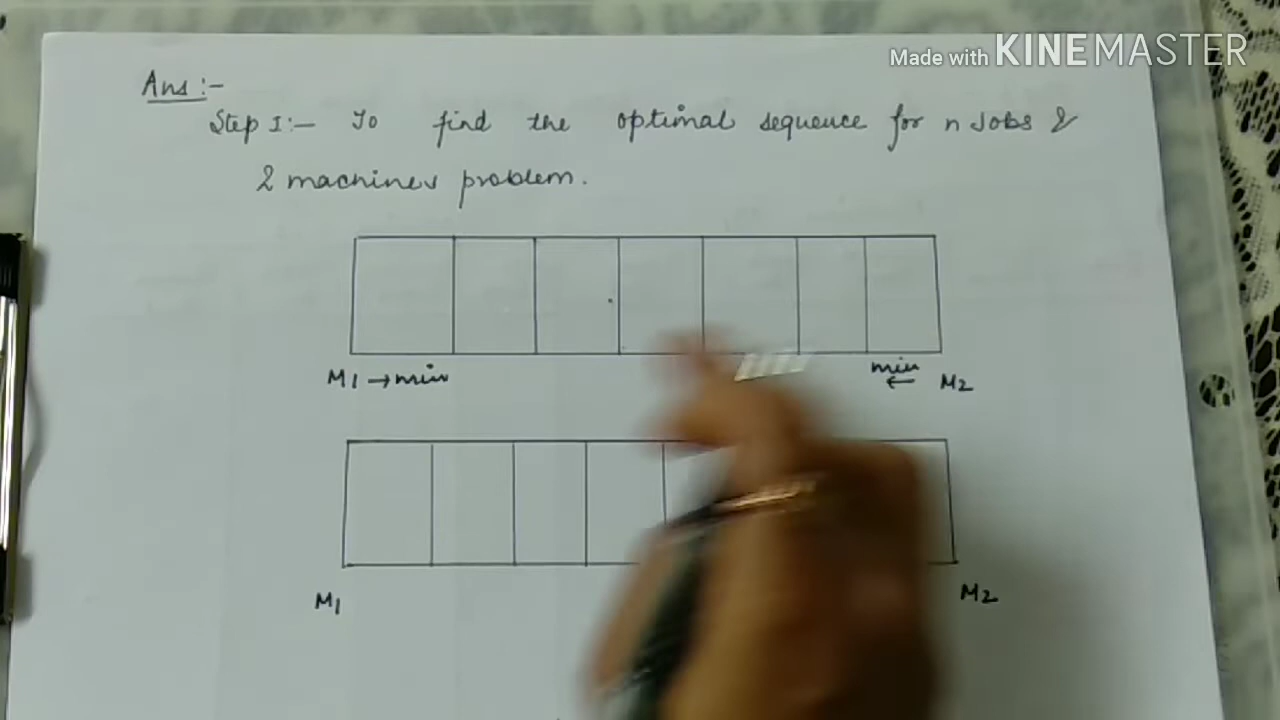 Made with KINEMASTER
Ans :-
Step I :- To find the optimal sequence for n Jobs &
2 machines problem.
M1 → min
min ← M2
M1
M2